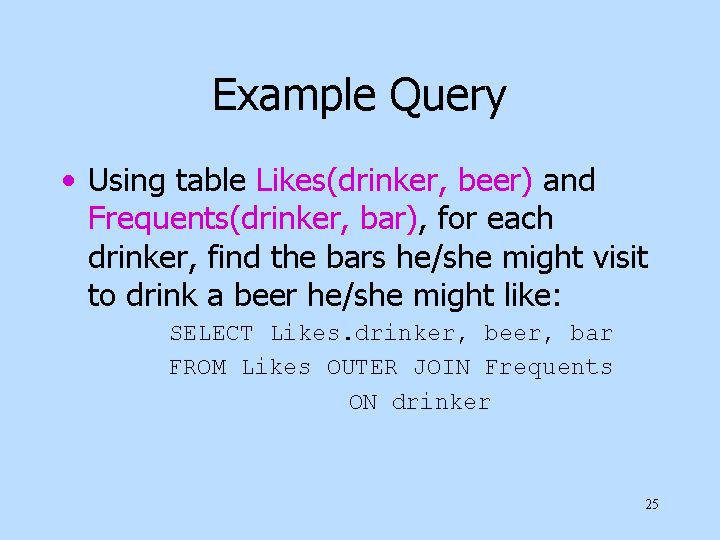 Example Query
• Using table Likes(drinker, beer) and
Frequents(drinker, bar), for each
drinker, find the bars he/she might visit
to drink a beer he/she might like:
SELECT Likes.drinker, beer, bar
FROM Likes OUTER JOIN Frequents
ON drinker
25